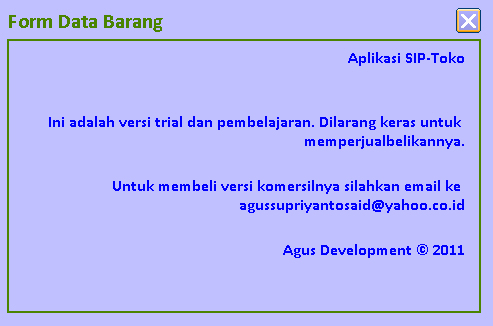 Form Data Barang
Aplikasi SIP-Toko
Ini adalah versi trial dan pembelajaran. Dilarang keras untuk
memperjualbelikannya.
Untuk membeli versi komersilnya silahkan email ke
agussupriyantosaid@yahoo.co.id
Agus Development © 2011